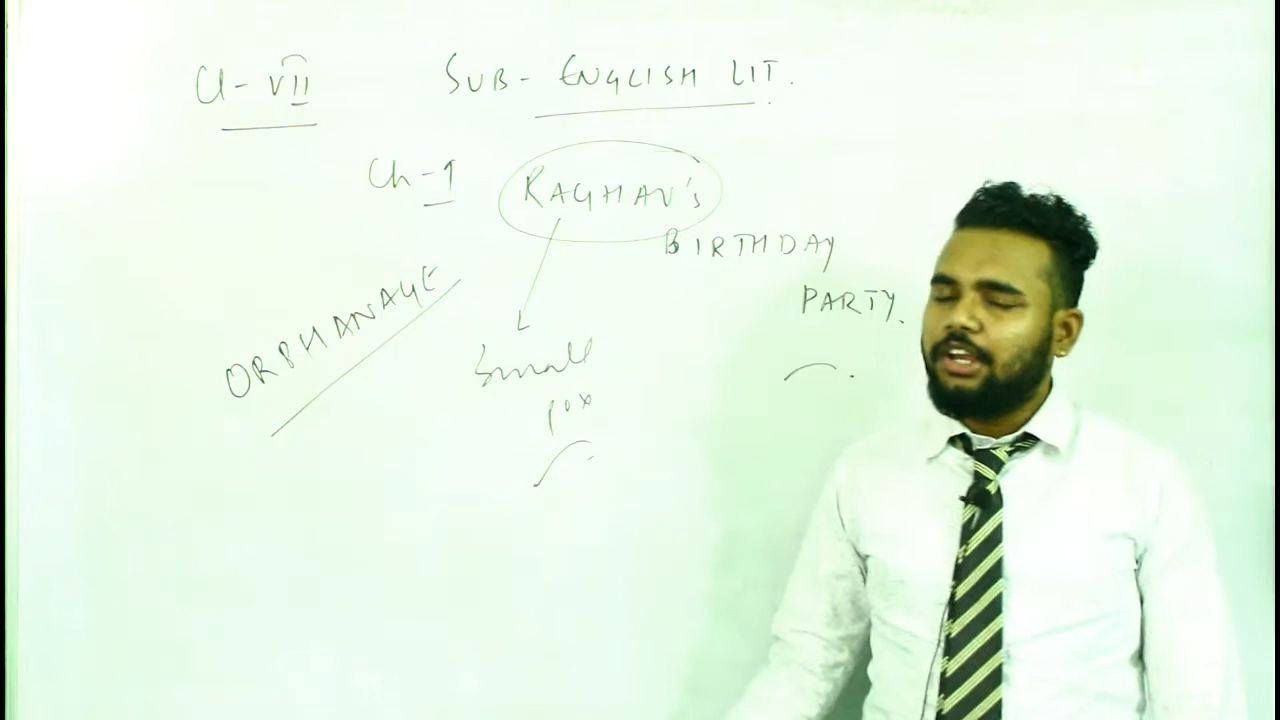 Cl-VII
SUB- ENGLISH LIT.
Ch-1 RAGHAV's
BIRTHDAY
PARTY.
ORPHANAGE
Small
pox